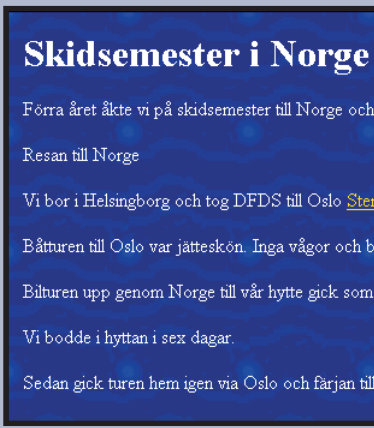 Skidsemester i Norge
Förra året åkte vi på skidsemester till Norge och
Resan till Norge
Vi bor i Helsingborg och tog DFDS till Oslo
Båtturen till Oslo var jätteskön. Inga vågor och
Bilturen upp genom Norge till vår hytte gick som
Vi bodde i hyttan i sex dagar.
Sedan gick turen hem igen via Oslo och färjan till